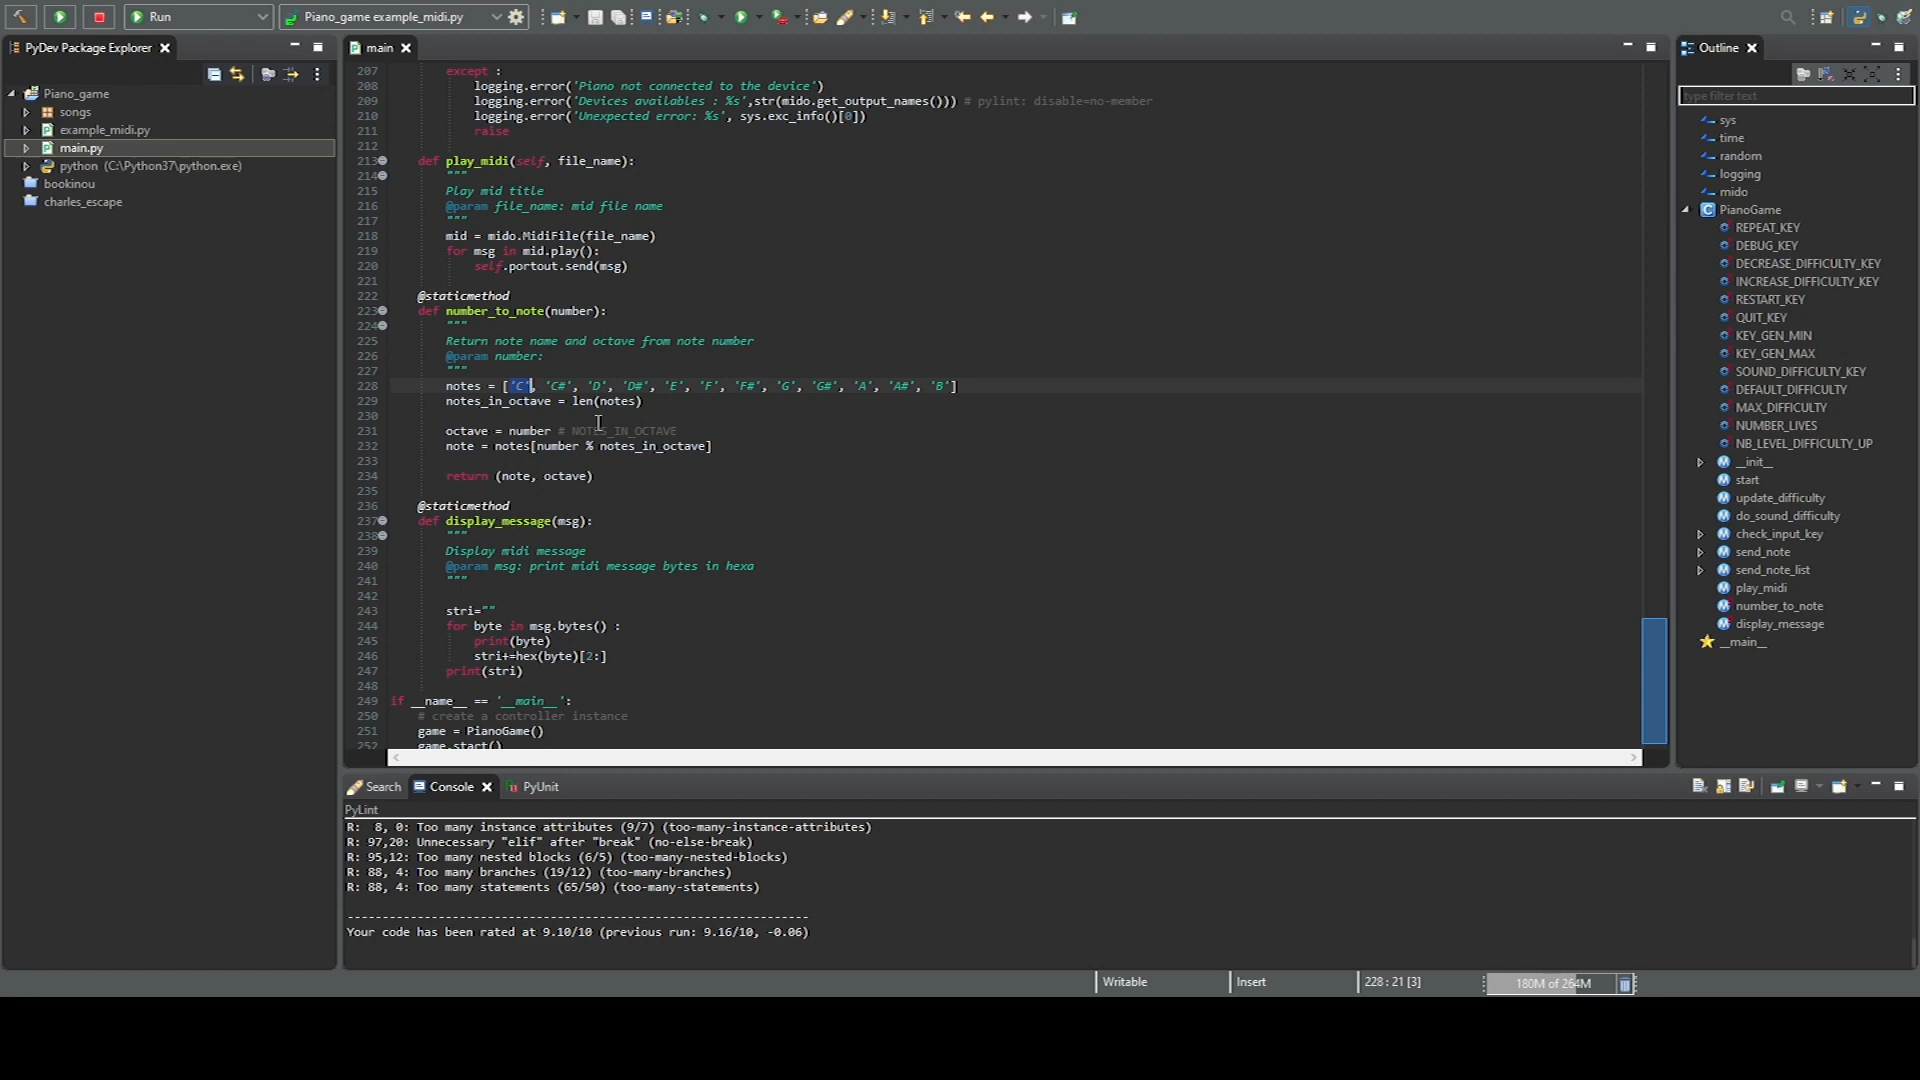 Run
Piano_game example_midi.py
PyDev Package Explorer
main
Outline
Piano_game
songs
example_midi.py
main.py
python (C:\Python37\python.exe)
bookinou
charles_escape
207 except :
208 logging.error('Piano not connected to the device')
209 logging.error('Devices availables : %s',str(mido.get_output_names())) # pylint: disable=no-member
210 logging.error('Unexpected error: %s', sys.exc_info()[0])
211 raise
212
213 def play_midi(self, file_name):
214 """
215 Play mid title
216 @param file_name: mid file name
217 """
218 mid = mido.MidiFile(file_name)
219 for msg in mid.play():
220 self.portout.send(msg)
221
222 @staticmethod
223 def number_to_note(number):
224 """
225 Return note name and octave from note number
226 @param number:
227 """
228 notes = ['C', 'C#', 'D', 'D#', 'E', 'F', 'F#', 'G', 'G#', 'A', 'A#', 'B']
229 notes_in_octave = len(notes)
230
231 octave = number # NOTES_IN_OCTAVE
232 note = notes[number % notes_in_octave]
233
234 return (note, octave)
235
236 @staticmethod
237 def display_message(msg):
238 """
239 Display midi message
240 @param msg: print midi message bytes in hexa
241 """
242
243 stri=""
244 for byte in msg.bytes() :
245 print(byte)
246 stri+=hex(byte)[2:]
247 print(stri)
248
249 if __name__ == '__main__':
250 # create a controller instance
251 game = PianoGame()
252 game.start()
type filter text
sys
time
random
logging
mido
PianoGame
REPEAT_KEY
DEBUG_KEY
DECREASE_DIFFICULTY_KEY
INCREASE_DIFFICULTY_KEY
RESTART_KEY
QUIT_KEY
KEY_GEN_MIN
KEY_GEN_MAX
SOUND_DIFFICULTY_KEY
DEFAULT_DIFFICULTY
MAX_DIFFICULTY
NUMBER_LIVES
NB_LEVEL_DIFFICULTY_UP
__init__
start
update_difficulty
do_sound_difficulty
check_input_key
send_note
send_note_list
play_midi
number_to_note
display_message
__main__
Search
Console
PyUnit
PyLint
R: 8, 0: Too many instance attributes (9/7) (too-many-instance-attributes)
R: 97,20: Unnecessary "elif" after "break" (no-else-break)
R: 95,12: Too many nested blocks (6/5) (too-many-nested-blocks)
R: 88, 4: Too many branches (19/12) (too-many-branches)
R: 88, 4: Too many statements (65/50) (too-many-statements)
------------------------------------------------------------------
Your code has been rated at 9.10/10 (previous run: 9.16/10, -0.06)
Writable
Insert
228 : 21 [3]
180M of 264M